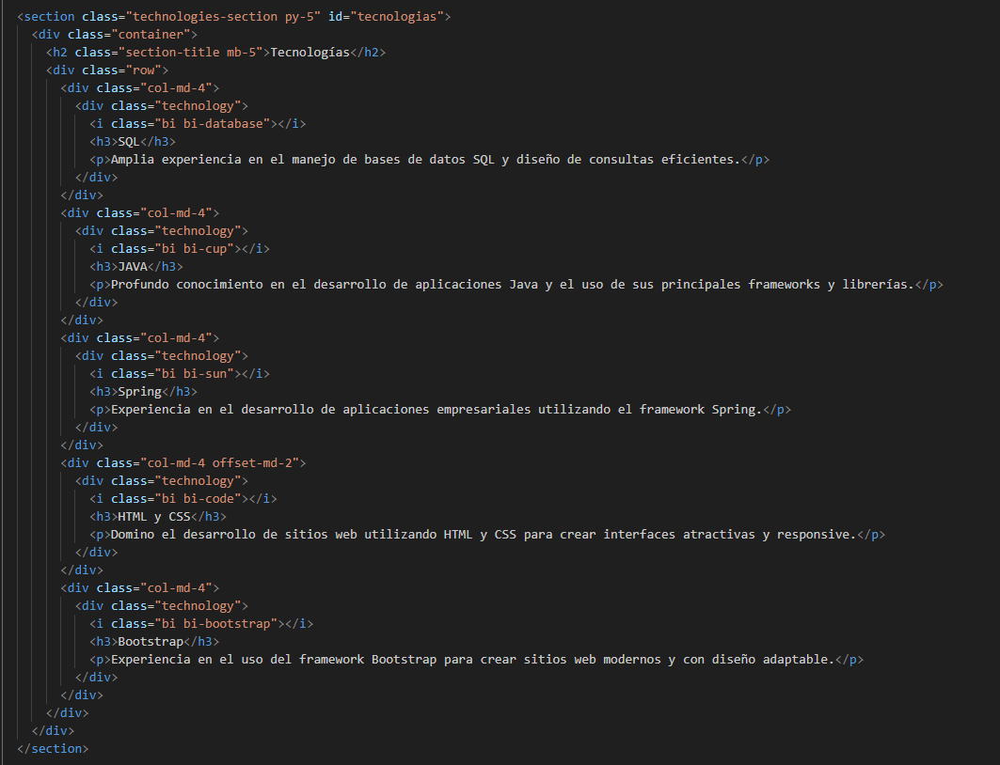 <section class="technologies-section py-5" id="tecnologias">
<div class="container">
<h2 class="section-title mb-5">Tecnologías</h2>
<div class="row">
<div class="col-md-4">
<div class="technology">
<i class="bi bi-database"></i>
<h3>SQL</h3>
<p>Amplia experiencia en el manejo de bases de datos SQL y diseño de consultas eficientes.</p>
</div>
</div>
<div class="col-md-4">
<div class="technology">
<i class="bi bi-cup"></i>
<h3>JAVA</h3>
<p>Profundo conocimiento en el desarrollo de aplicaciones Java y el uso de sus principales frameworks y librerías.</p>
</div>
</div>
<div class="col-md-4">
<div class="technology">
<i class="bi bi-sun"></i>
<h3>Spring</h3>
<p>Experiencia en el desarrollo de aplicaciones empresariales utilizando el framework Spring.</p>
</div>
</div>
<div class="col-md-4 offset-md-2">
<div class="technology">
<i class="bi bi-code"></i>
<h3>HTML y CSS</h3>
<p>Domino el desarrollo de sitios web utilizando HTML y CSS para crear interfaces atractivas y responsive.</p>
</div>
</div>
<div class="col-md-4">
<div class="technology">
<i class="bi bi-bootstrap"></i>
<h3>Bootstrap</h3>
<p>Experiencia en el uso del framework Bootstrap para crear sitios web modernos y con diseño adaptable.</p>
</div>
</div>
</div>
</div>
</section>